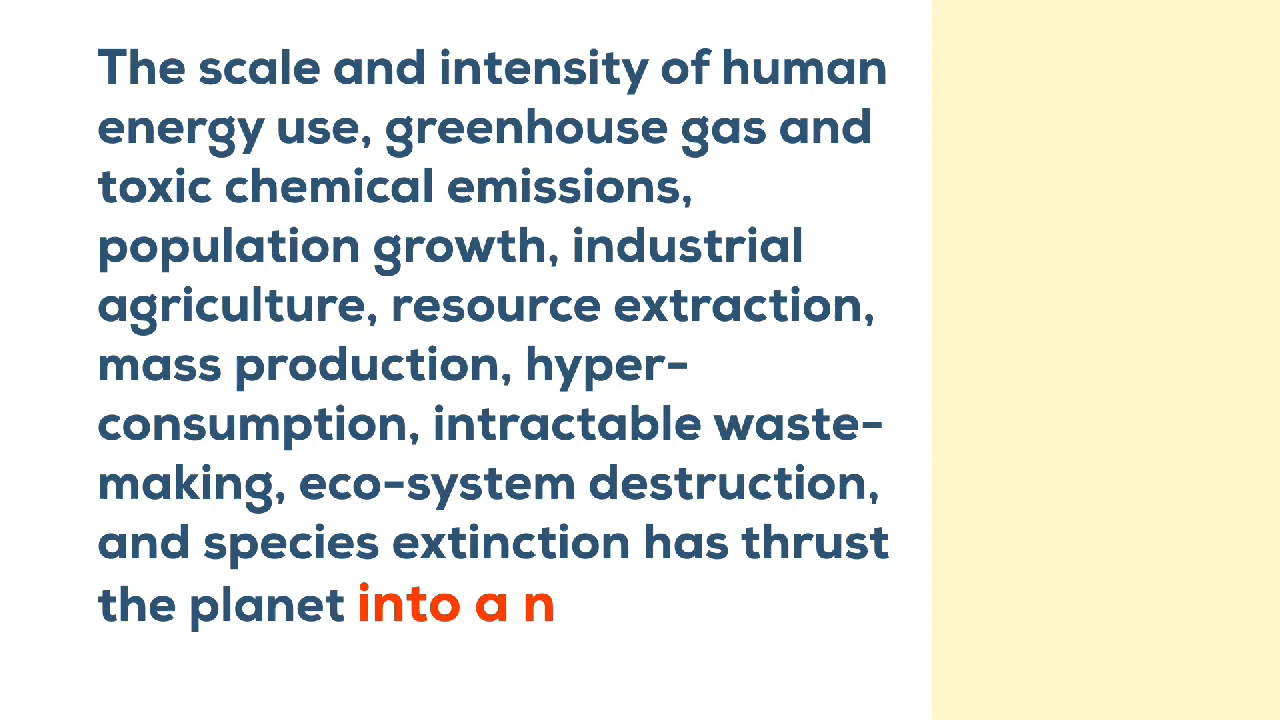 The scale and intensity of human
energy use, greenhouse gas and
toxic chemical emissions,
population growth, industrial
agriculture, resource extraction,
mass production, hyper-
consumption, intractable waste-
making, eco-system destruction,
and species extinction has thrust
the planet into a n